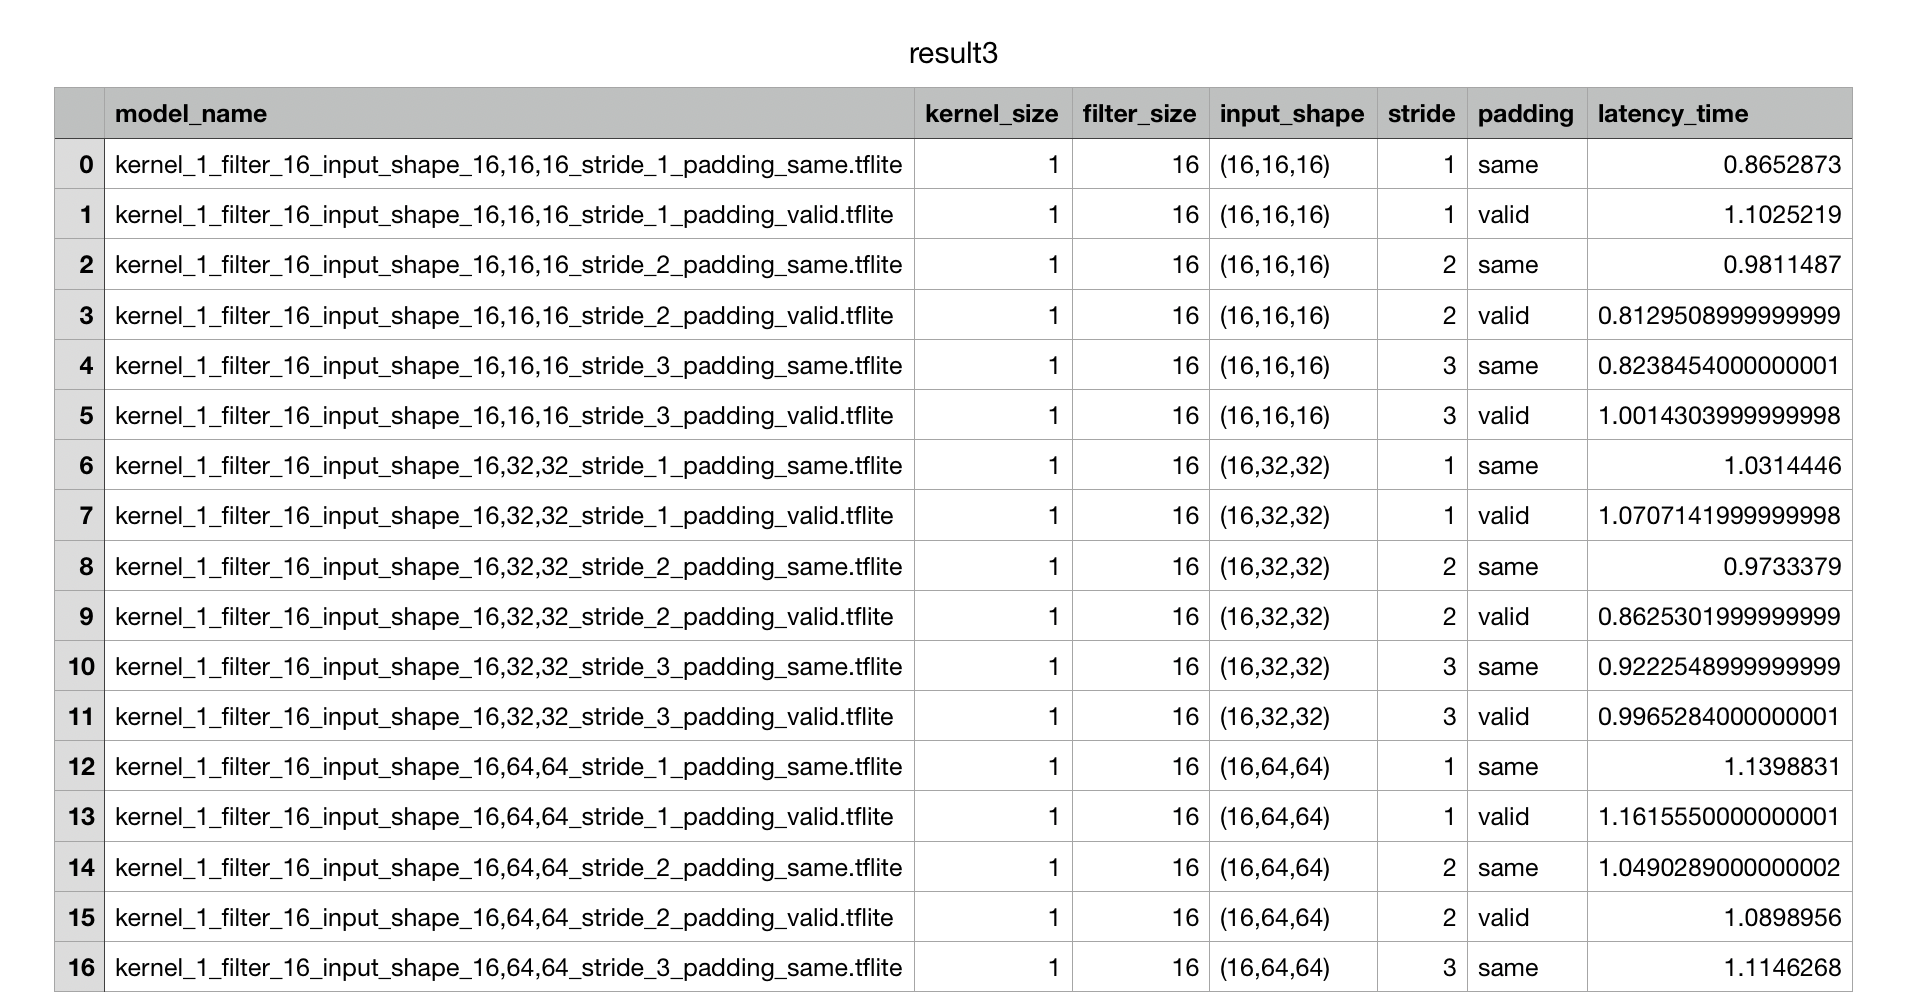 result3
model_name kernel_size filter_size input_shape stride padding latency_time
0 kernel_1_filter_16_input_shape_16,16,16_stride_1_padding_same.tflite 1 16 (16,16,16) 1 same 0.8652873
1 kernel_1_filter_16_input_shape_16,16,16_stride_1_padding_valid.tflite 1 16 (16,16,16) 1 valid 1.1025219
2 kernel_1_filter_16_input_shape_16,16,16_stride_2_padding_same.tflite 1 16 (16,16,16) 2 same 0.9811487
3 kernel_1_filter_16_input_shape_16,16,16_stride_2_padding_valid.tflite 1 16 (16,16,16) 2 valid 0.8129508999999999
4 kernel_1_filter_16_input_shape_16,16,16_stride_3_padding_same.tflite 1 16 (16,16,16) 3 same 0.8238454000000001
5 kernel_1_filter_16_input_shape_16,16,16_stride_3_padding_valid.tflite 1 16 (16,16,16) 3 valid 1.0014303999999998
6 kernel_1_filter_16_input_shape_16,32,32_stride_1_padding_same.tflite 1 16 (16,32,32) 1 same 1.0314446
7 kernel_1_filter_16_input_shape_16,32,32_stride_1_padding_valid.tflite 1 16 (16,32,32) 1 valid 1.0707141999999998
8 kernel_1_filter_16_input_shape_16,32,32_stride_2_padding_same.tflite 1 16 (16,32,32) 2 same 0.9733379
9 kernel_1_filter_16_input_shape_16,32,32_stride_2_padding_valid.tflite 1 16 (16,32,32) 2 valid 0.8625301999999999
10 kernel_1_filter_16_input_shape_16,32,32_stride_3_padding_same.tflite 1 16 (16,32,32) 3 same 0.9222548999999999
11 kernel_1_filter_16_input_shape_16,32,32_stride_3_padding_valid.tflite 1 16 (16,32,32) 3 valid 0.9965284000000001
12 kernel_1_filter_16_input_shape_16,64,64_stride_1_padding_same.tflite 1 16 (16,64,64) 1 same 1.1398831
13 kernel_1_filter_16_input_shape_16,64,64_stride_1_padding_valid.tflite 1 16 (16,64,64) 1 valid 1.1615550000000001
14 kernel_1_filter_16_input_shape_16,64,64_stride_2_padding_same.tflite 1 16 (16,64,64) 2 same 1.0490289000000002
15 kernel_1_filter_16_input_shape_16,64,64_stride_2_padding_valid.tflite 1 16 (16,64,64) 2 valid 1.0898956
16 kernel_1_filter_16_input_shape_16,64,64_stride_3_padding_same.tflite 1 16 (16,64,64) 3 same 1.1146268